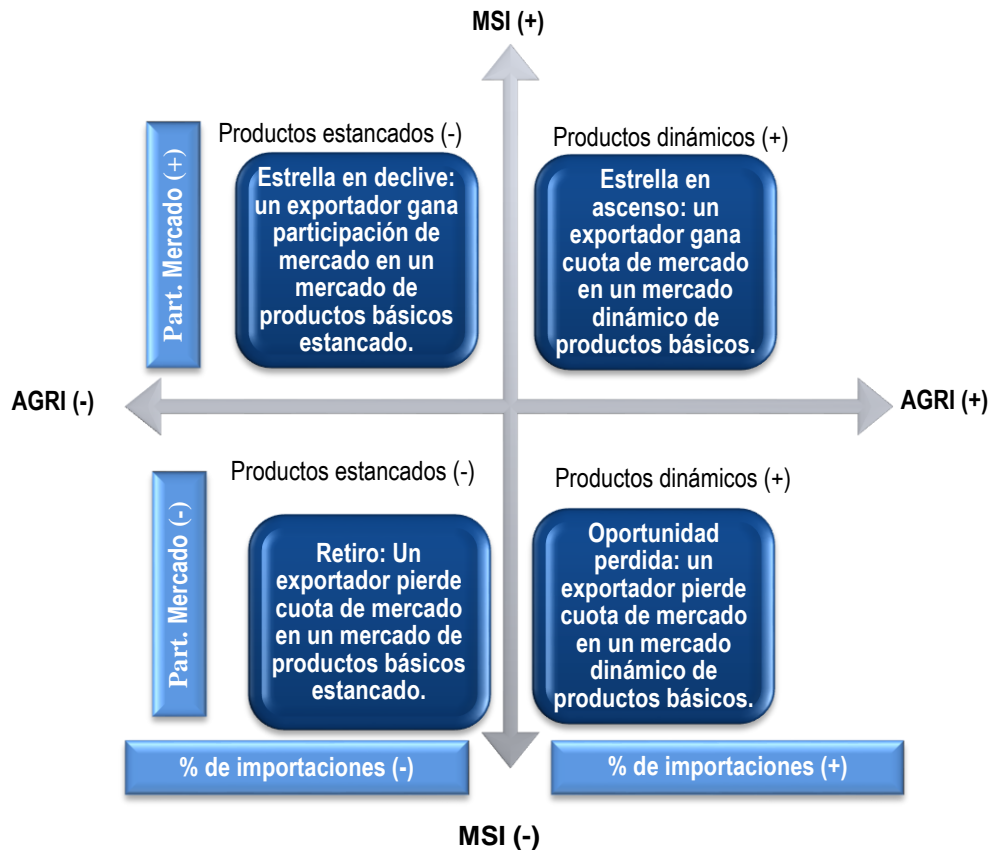 MSI (+)
Productos estancados (-)
Productos dinámicos (+)
Part. Mercado (+)
Estrella en declive:
un exportador gana
participación de
mercado en un
mercado de
productos básicos
estancado.
Estrella en
ascenso: un
exportador gana
cuota de mercado
en un mercado
dinámico de
productos básicos.
AGRI (-)
AGRI (+)
Productos estancados (-)
Productos dinámicos (+)
Part. Mercado (-)
Retiro: Un
exportador pierde
cuota de mercado
en un mercado de
productos básicos
estancado.
Oportunidad
perdida: un
exportador pierde
cuota de mercado
en un mercado
dinámico de
productos básicos.
% de importaciones (-)
% de importaciones (+)
MSI (-)